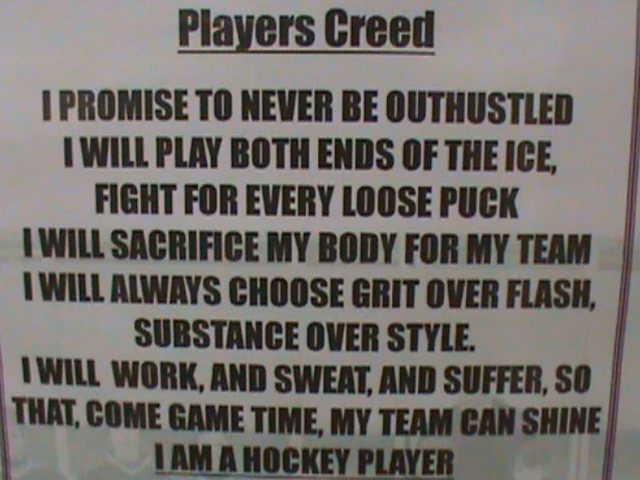 Players Creed
I PROMISE TO NEVER BE OUTHUSTLED
I WILL PLAY BOTH ENDS OF THE ICE,
FIGHT FOR EVERY LOOSE PUCK
I WILL SACRIFICE MY BODY FOR MY TEAM
I WILL ALWAYS CHOOSE GRIT OVER FLASH,
SUBSTANCE OVER STYLE.
I WILL WORK, AND SWEAT, AND SUFFER, SO
THAT, COME GAME TIME, MY TEAM CAN SHINE
I AM A HOCKEY PLAYER